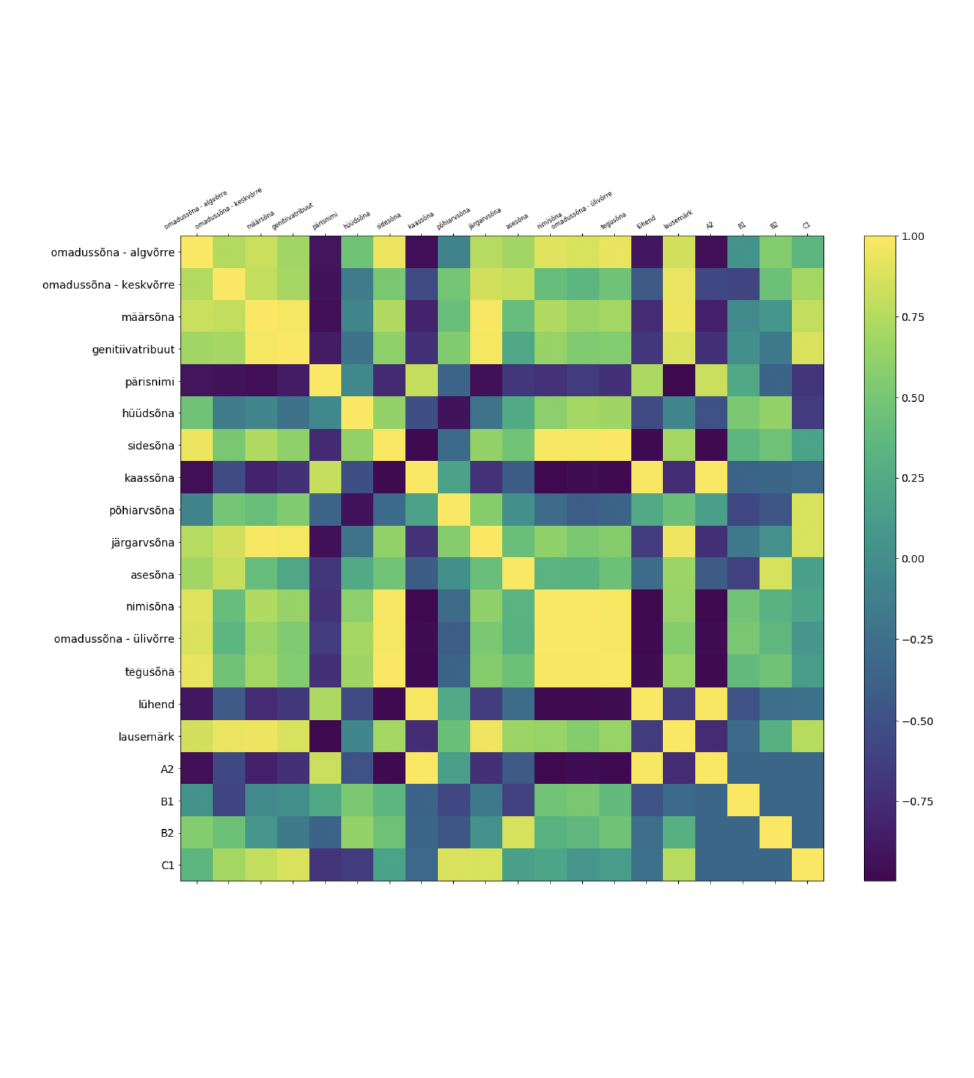 omadussõna - algvõrre
omadussõna - keskvõrre
määrsõna
genitiivatribuut
pärisnimi
hüüdsõna
sidesõna
kaassõna
põhiarvsõna
järgarvsõna
asesõna
nimisõna
omadussõna - ülivõrre
tegusõna
lühend
lausemärk
A2
B1
B2
C1
omadussõna - algvõrre
omadussõna - keskvõrre
määrsõna
genitiivatribuut
pärisnimi
hüüdsõna
sidesõna
kaassõna
põhiarvsõna
järgarvsõna
asesõna
nimisõna
omadussõna - ülivõrre
tegusõna
lühend
lausemärk
A2
B1
B2
C1
1.00
0.75
0.50
0.25
0.00
−0.25
−0.50
−0.75